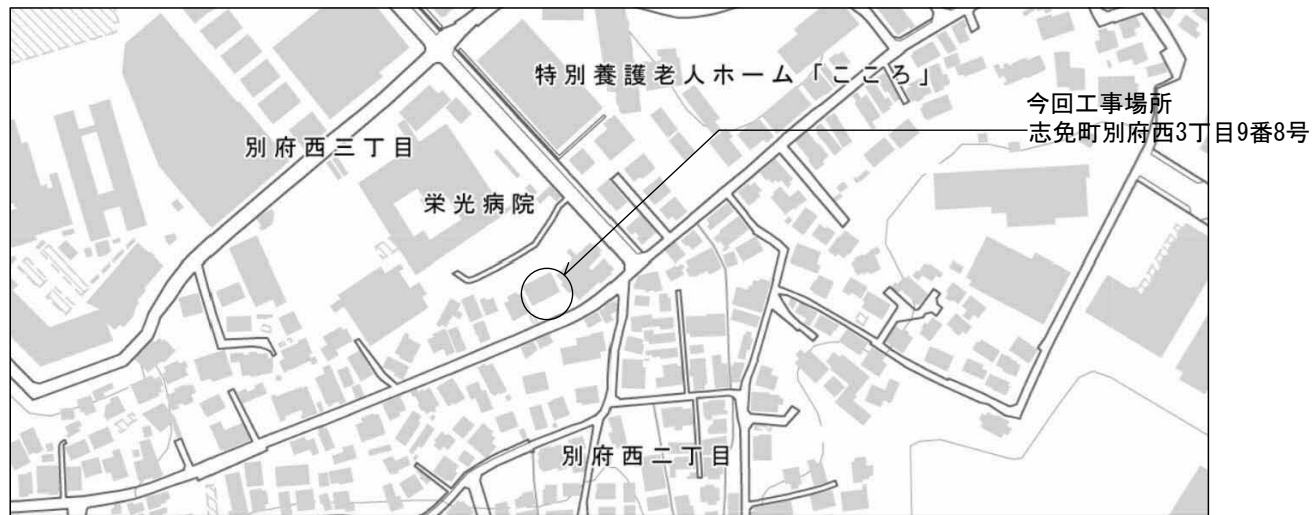 特別養護老人ホーム「こころ」
今回工事場所
志免町別府西3丁目9番8号
別府西三丁目
栄光病院
別府西二丁目